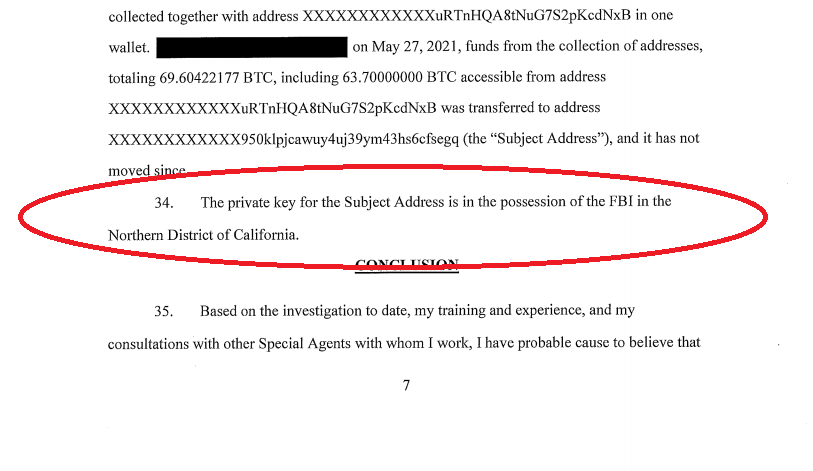 collected together with address XXXXXXXXXXXXuRTnHQA8tNuG7S2pKcdNxB in one
wallet. on May 27, 2021, funds from the collection of addresses,
totaling 69.60422177 BTC, including 63.70000000 BTC accessible from address
XXXXXXXXXXXXuRTnHQA8tNuG7S2pKcdNxB was transferred to address
XXXXXXXXXXXX950klpjcawuy4uj39ym43hs6cfsegq (the “Subject Address”), and it has not
moved since.
34. The private key for the Subject Address is in the possession of the FBI in the
Northern District of California.
CONCLUSION
35. Based on the investigation to date, my training and experience, and my
consultations with other Special Agents with whom I work, I have probable cause to believe that
7